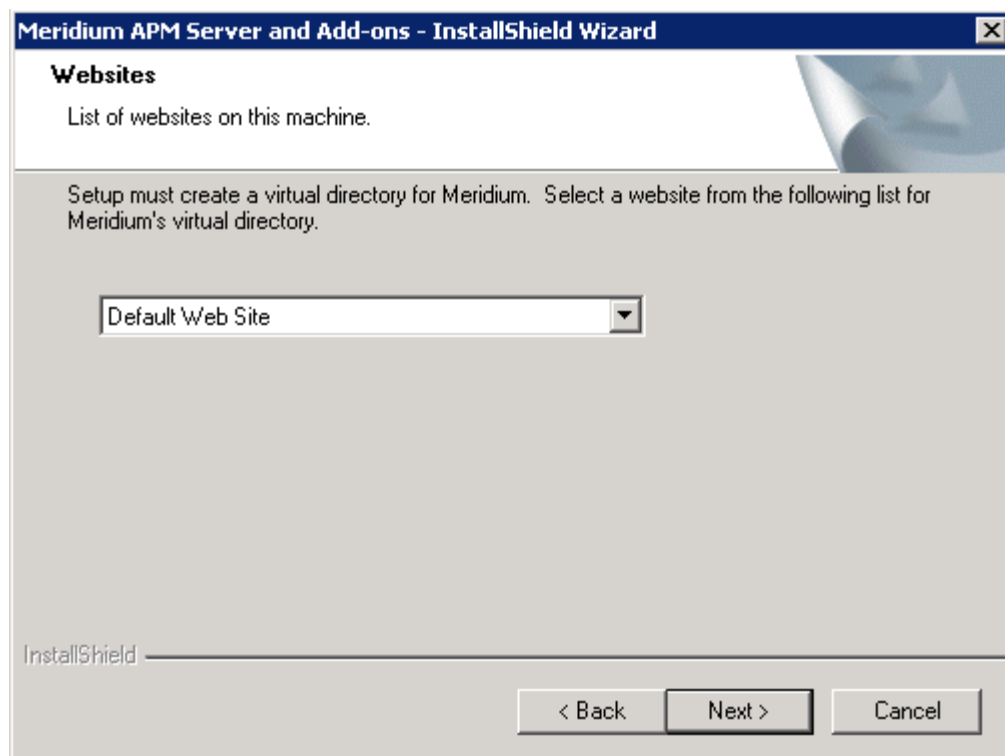 Meridium APM Server and Add-ons - InstallShield Wizard
Websites
List of websites on this machine.
Setup must create a virtual directory for Meridium.  Select a website from the following list for
Meridium's virtual directory.
Default Web Site
InstallShield
< Back
Next >
Cancel